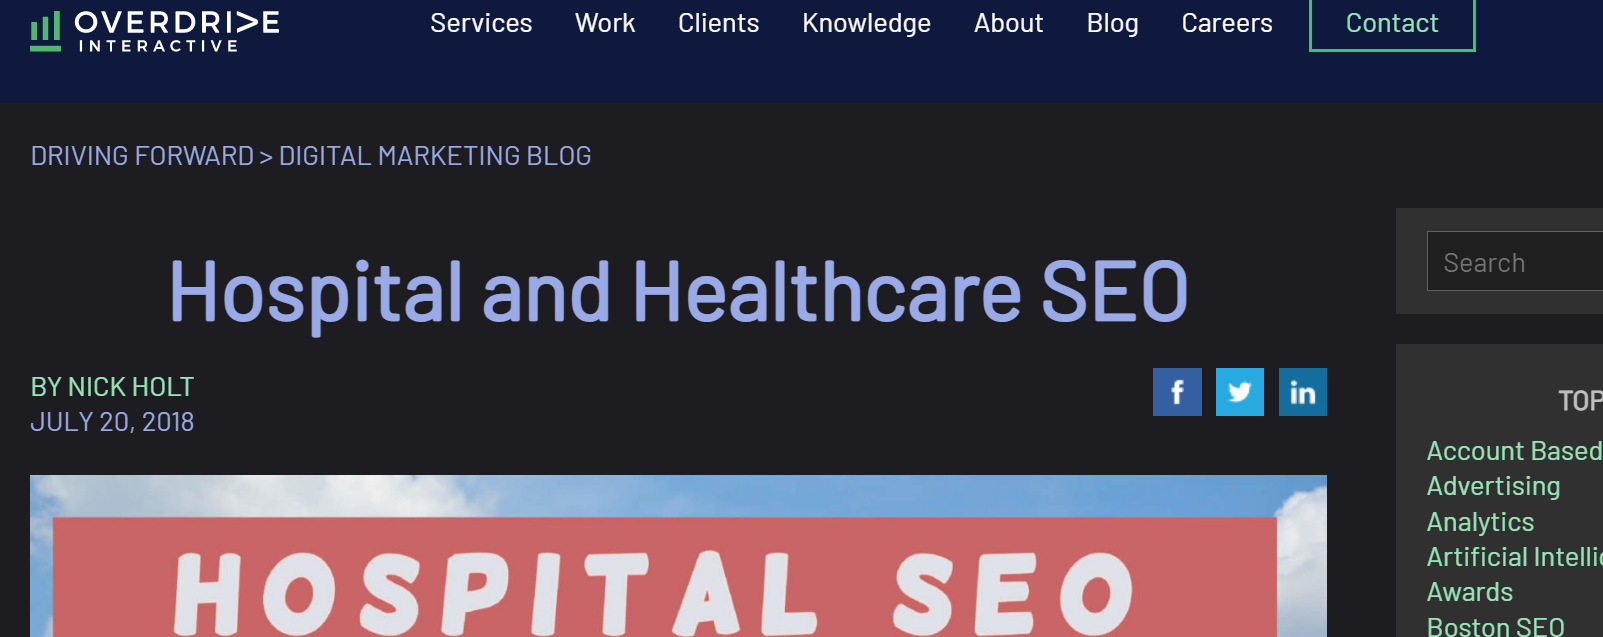 OVERDRIVE
INTERACTIVE
Services Work Clients Knowledge About Blog Careers Contact
DRIVING FORWARD > DIGITAL MARKETING BLOG
Hospital and Healthcare SEO
BY NICK HOLT
JULY 20, 2018
f in
HOSPITAL SEO
Search
TOP
Account Based
Advertising
Analytics
Artificial Intellig
Awards
Boston SEO